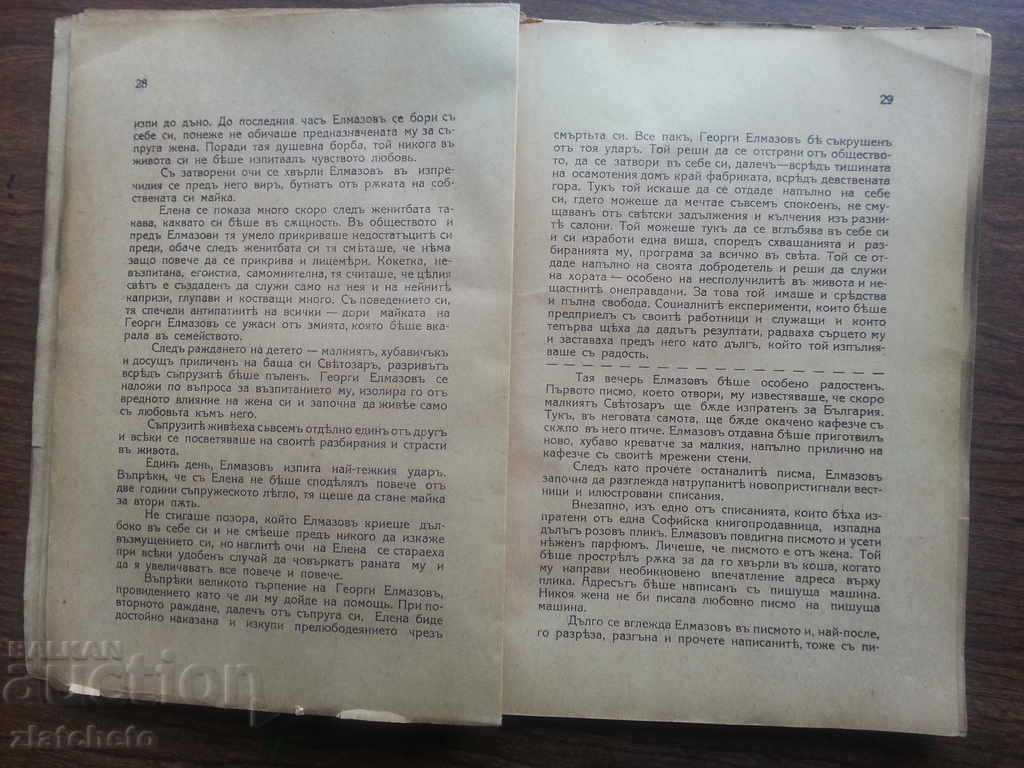 28
изпи до дъно. До последния часъ Елмазовъ се бори съ
себе си, понеже не обичаше предназначената му за съ-
пруга жена. Поради тая душевна борба, той никога въ
живота си не бѣше изпитвалъ чувството любовь.
Съ затворени очи се хвърли Елмазовъ въ изпре-
чилия се предъ него виръ, бутнатъ отъ рѫката на соб-
ствената си майка.
Елена се показа много скоро следъ женитбата та
кава, каквато си бѣше въ сѫщность. Въ обществото и
предъ Елмазови тя умело прикриваше недостатъцитѣ си
преди, обаче следъ женитбата си тя смѣташе, че нѣма
защо повече да се прикрива и лицемѣри. Кокетка, не-
възпитана, егоистка, самомнителна, тя считаше, че цѣлия
свѣтъ е създаденъ да служи само на нея и на нейнитѣ
капризи, глупави и костващи много. Съ поведението си,
тя спечели антипатиитѣ на всички – дори майката на
Георги Елмазовъ се ужаси отъ змията, която бѣше вка-
рала въ семейството.
Следъ раждането на детето — малкиятъ, хубавичъкъ
и досущъ приличенъ на баща си Свѣтозаръ, разривътъ
всрѣдъ съпрузитѣ бѣше пъленъ. Георги Елмазовъ се
наложи по въпроса за възпитанието му, изолира го отъ
вредното влияние на жена си и започна да живѣе само
съ любовьта къмъ него.
Съпрузитѣ живѣеха съвсемъ отдѣлно единъ отъ другъ
и всѣки се посветяваше на своитѣ разбирания и страсти
въ живота.
Единъ день, Елмазовъ изпита най-тежкия ударъ.
Въпрѣки, че съ Елена не бѣше сподѣлялъ повече отъ
две години съпружеското лѣгло, тя щеше да стане майка
за втори пѫть.
Не стигаше позора, който Елмазовъ криеше дъл-
боко въ себе си и не смѣеше предъ никого да изкаже
възмущението си, но наглитѣ очи на Елена се стараеха
при всѣки удобенъ случай да човъркатъ раната му и
да я увеличаватъ все повече и повече.
Въпрѣки великото търпение на Георги Елмазовъ,
провидението като че ли му дойде на помощь. При по-
вторното раждане, далечъ отъ съпруга си, Елена биде
достойно наказана и изкупи прелюбодеянието чрезъ
29
смъртьта си. Все пакъ, Георги Елмазовъ бѣ съкрушенъ
отъ тоя ударъ. Той реши да се отстрани отъ общество-
то, да се затвори въ себе си, далечъ—всрѣдъ тишината
на осамотения домъ край фабриката, всрѣдъ девствената
гора. Тукъ той искаше да се отдаде напълно на себе
си, гдето можеше да мечтае съвсемъ спокоенъ, не сму-
щаванъ отъ свѣтски задължения и кълчения изъ разни-
тѣ салони. Той можеше тукъ да се вглъбява въ себе си
и си изработи една виша, споредъ схващанията и раз-
биранията му, програма за всичко въ свѣта. Той се от-
даде напълно на своята добродетель и реши да служи
на хората — особено на несполучилитѣ въ живота и не-
щастнитѣ онеправдани. За това той имаше и срѣдства
и пълна свобода. Социалнитѣ експерименти, които бѣше
предприелъ съ своитѣ работници и служащи и които
тепърва щѣха да дадътъ резултати, радваха сърцето му
и заставаха предъ него като дългъ, който той изпълня-
ваше съ радость.
Тая вечерь Елмазовъ бѣше особено радостенъ.
Първото писмо, което отвори, му известяваше, че скоро
малкиятъ Свѣтозаръ ще бѫде изпратенъ за България.
Тукъ, въ неговата самота, ще бѫде окачено кафезче съ
скѫпо въ него птиче. Елмазовъ отдавна бѣше приготвилъ
ново, хубаво креватче за малкия, напълно прилично на
кафезче съ своитѣ мрежени стени.
Следъ като прочете останалитѣ писма, Елмазовъ
започна да разглежда натрупанитѣ новопристигнали вест-
ници и илюстровани списания.
Внезапно, изъ едно отъ списанията, които бѣха из-
пратени отъ една Софийска книгопродавница, изпадна
дълъгъ розовъ пликъ. Елмазовъ повдигна писмото и усети
нѣженъ парфюмъ. Личеше, че писмото е отъ жена. Той
бѣше прострѣлъ рѫка за да го хвърли въ коша, когато
му направи необикновено впечатление адреса върху
плика. Адресътъ бѣше написанъ съ пишуща машина.
Никоя жена не би писала любовно писмо на пишуща
машина.
Дълго се вглежда Елмазовъ въ писмото и, най-после,
го разрѣза, разгъна и прочете написанитѣ, тоже съ пи-
BALKAN
auction
zlatcheto